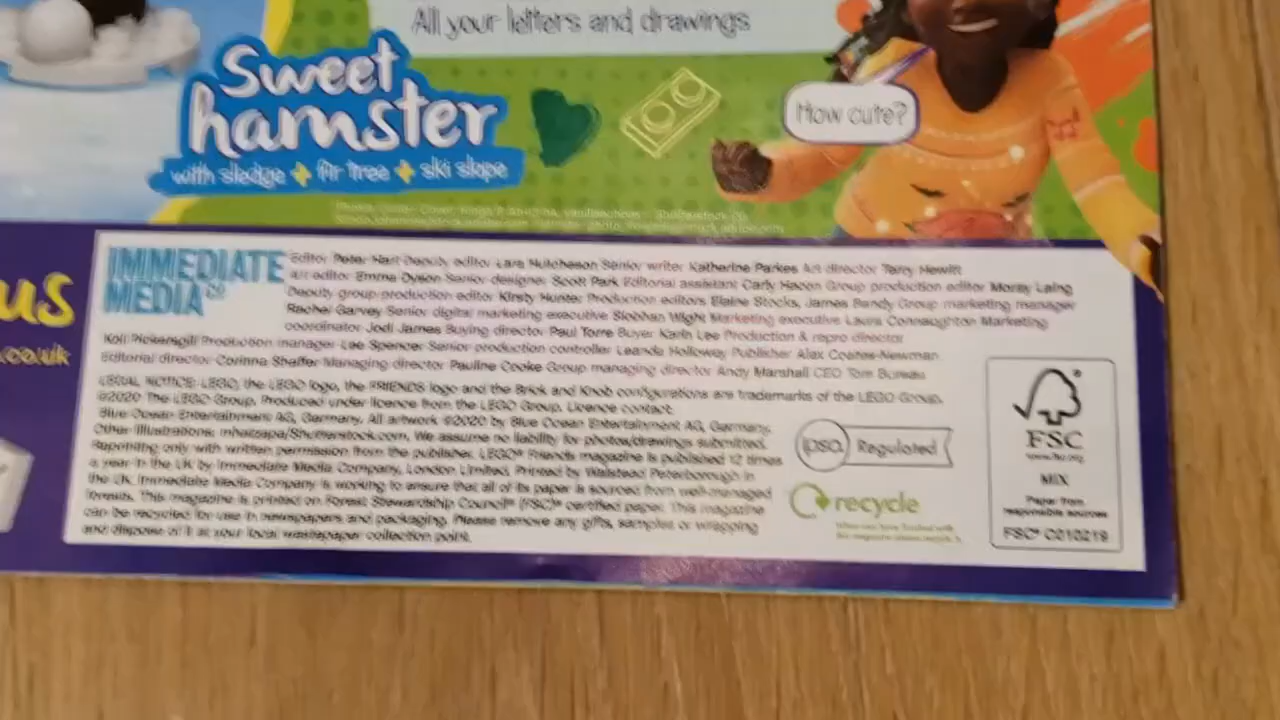 All your letters and drawings
Sweet
hamster
with sledge + fir tree + ski slope
How cute?
us
.co.uk
IMMEDIATE
MEDIA Co
Editor Peter Hart Deputy editor Lara Hutcheson Senior writer Katherine Parkes Art director Terry Hewitt
Art editor Emma Dyson Senior designer Scott Park Editorial assistant Carly Group production editor Moray Laing
Deputy group production editor Kirsty Hunter Production editors Elaine Stocks, James Bandy Group marketing manager
Rachel Garvey Senior digital marketing executive Siobhan Wight Marketing executive Laura Connaughton Marketing
coordinator Jodi James Buying director Paul Torre Buyer Karin Lee Production & repro director
Koli Pickersgill Production manager Lee Spencer Senior production controller Leanda Holloway Publisher Alex Coates-Newman
Editorial director Corinna Shaffer Managing director Pauline Cooke Group managing director Andy Marshall CEO Tom Bureau
LEGAL NOTICE: LEGO, the LEGO logo, the FRIENDS logo and the Brick and Knob configurations are trademarks of the LEGO Group.
©2020 The LEGO Group. Produced under licence from the LEGO Group. Licence contact:
Blue Ocean Entertainment AG, Germany. All artwork ©2020 by Blue Ocean Entertainment AG, Germany.
Other illustrations: /Shutterstock.com. We assume no liability for photos/drawings submitted.
Reprinting only with written permission from the publisher. LEGO® Friends magazine is published 12 times
a year in the UK by Immediate Media Company, London Limited. Printed by Walstead Peterborough in
the UK. Immediate Media Company is working to ensure that all of its paper is sourced from well-managed
forests. This magazine is printed on Forest Stewardship Council® (FSC)® certified paper. This magazine
can be recycled for use in newspapers and packaging. Please remove any gifts, samples or wrapping
and dispose of it at your local wastepaper collection point.
ipso. Regulated
recycle
When you have finished with
this magazine please recycle it
FSC
www.fsc.org
MIX
Paper from
responsible sources
FSC® C010219